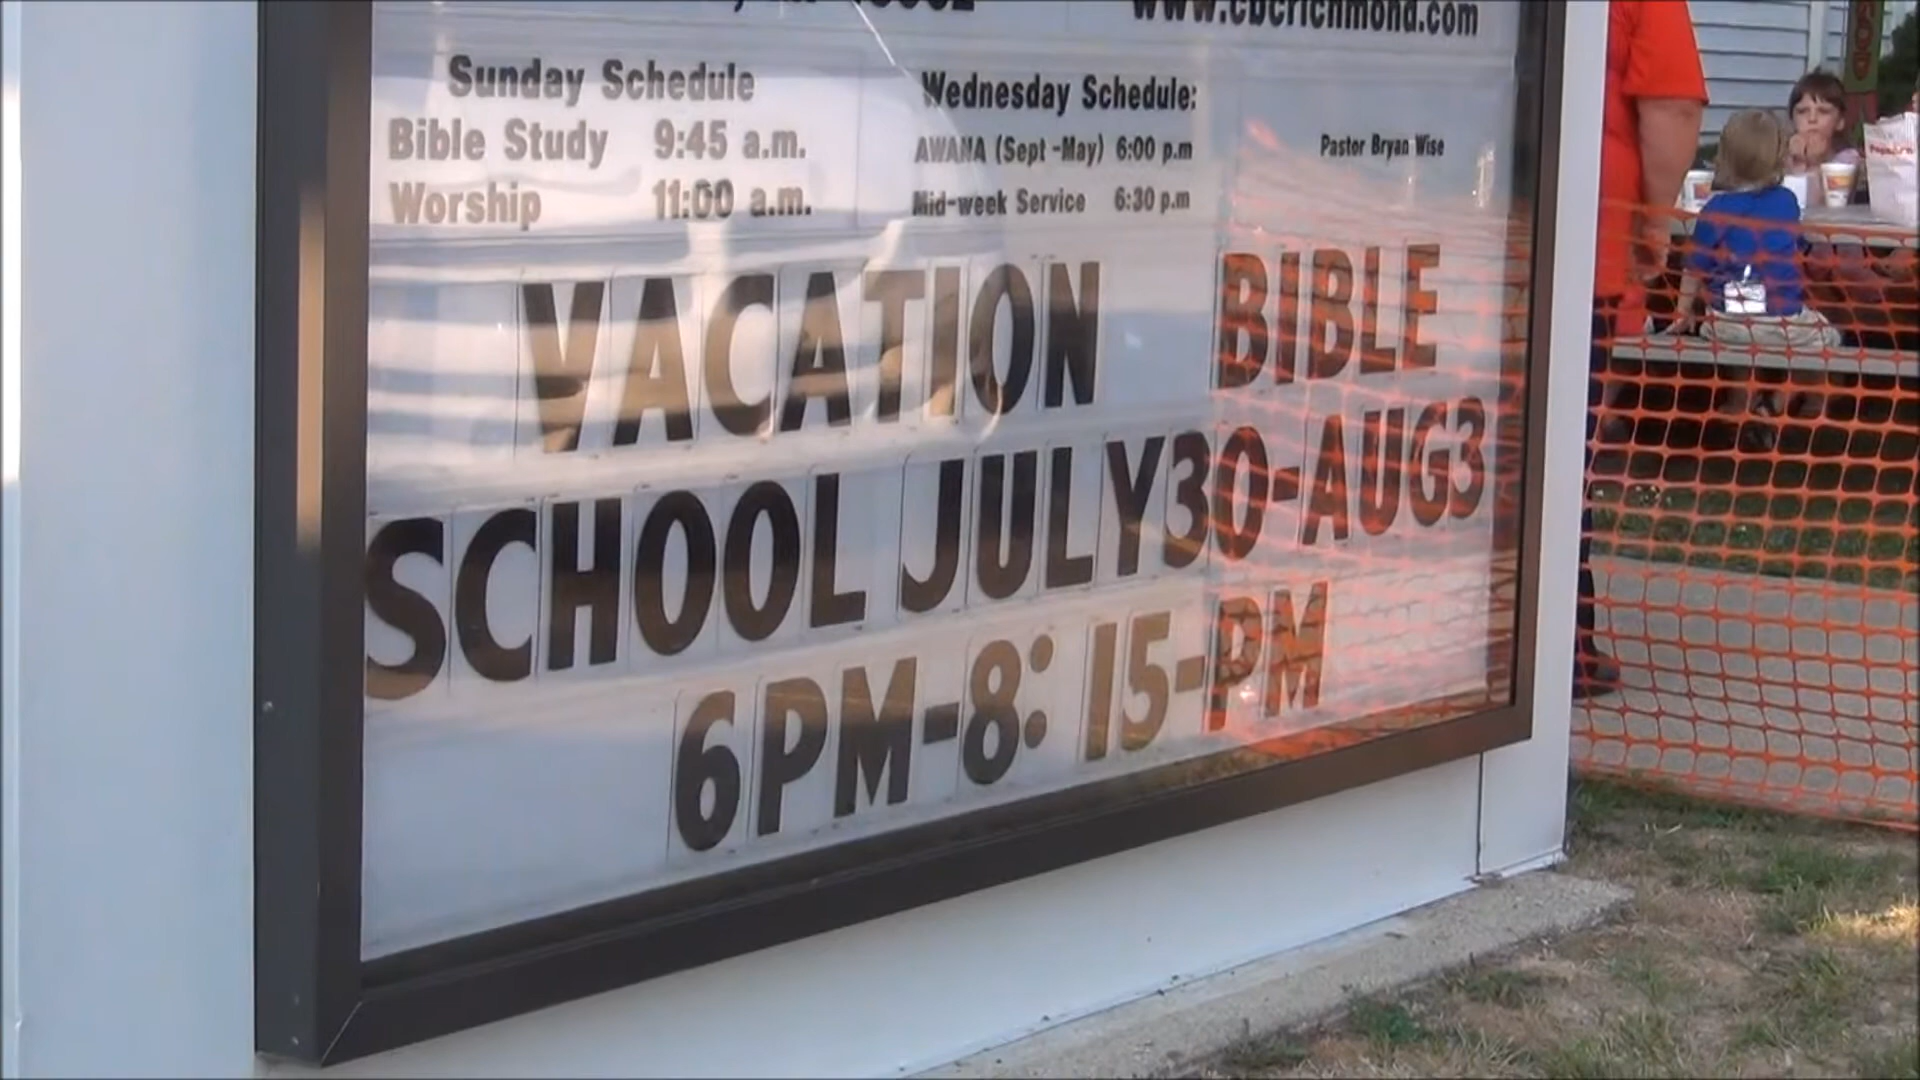 www.cbcrichmond.com
Sunday Schedule
Bible Study 9:45 a.m.
Worship 11:00 a.m.
Wednesday Schedule:
AWANA (Sept -May) 6:00 p.m
Mid-week Service 6:30 p.m
Pastor Bryan Wise
VACATION BIBLE
SCHOOL JULY30-AUG3
6PM-8:15-PM